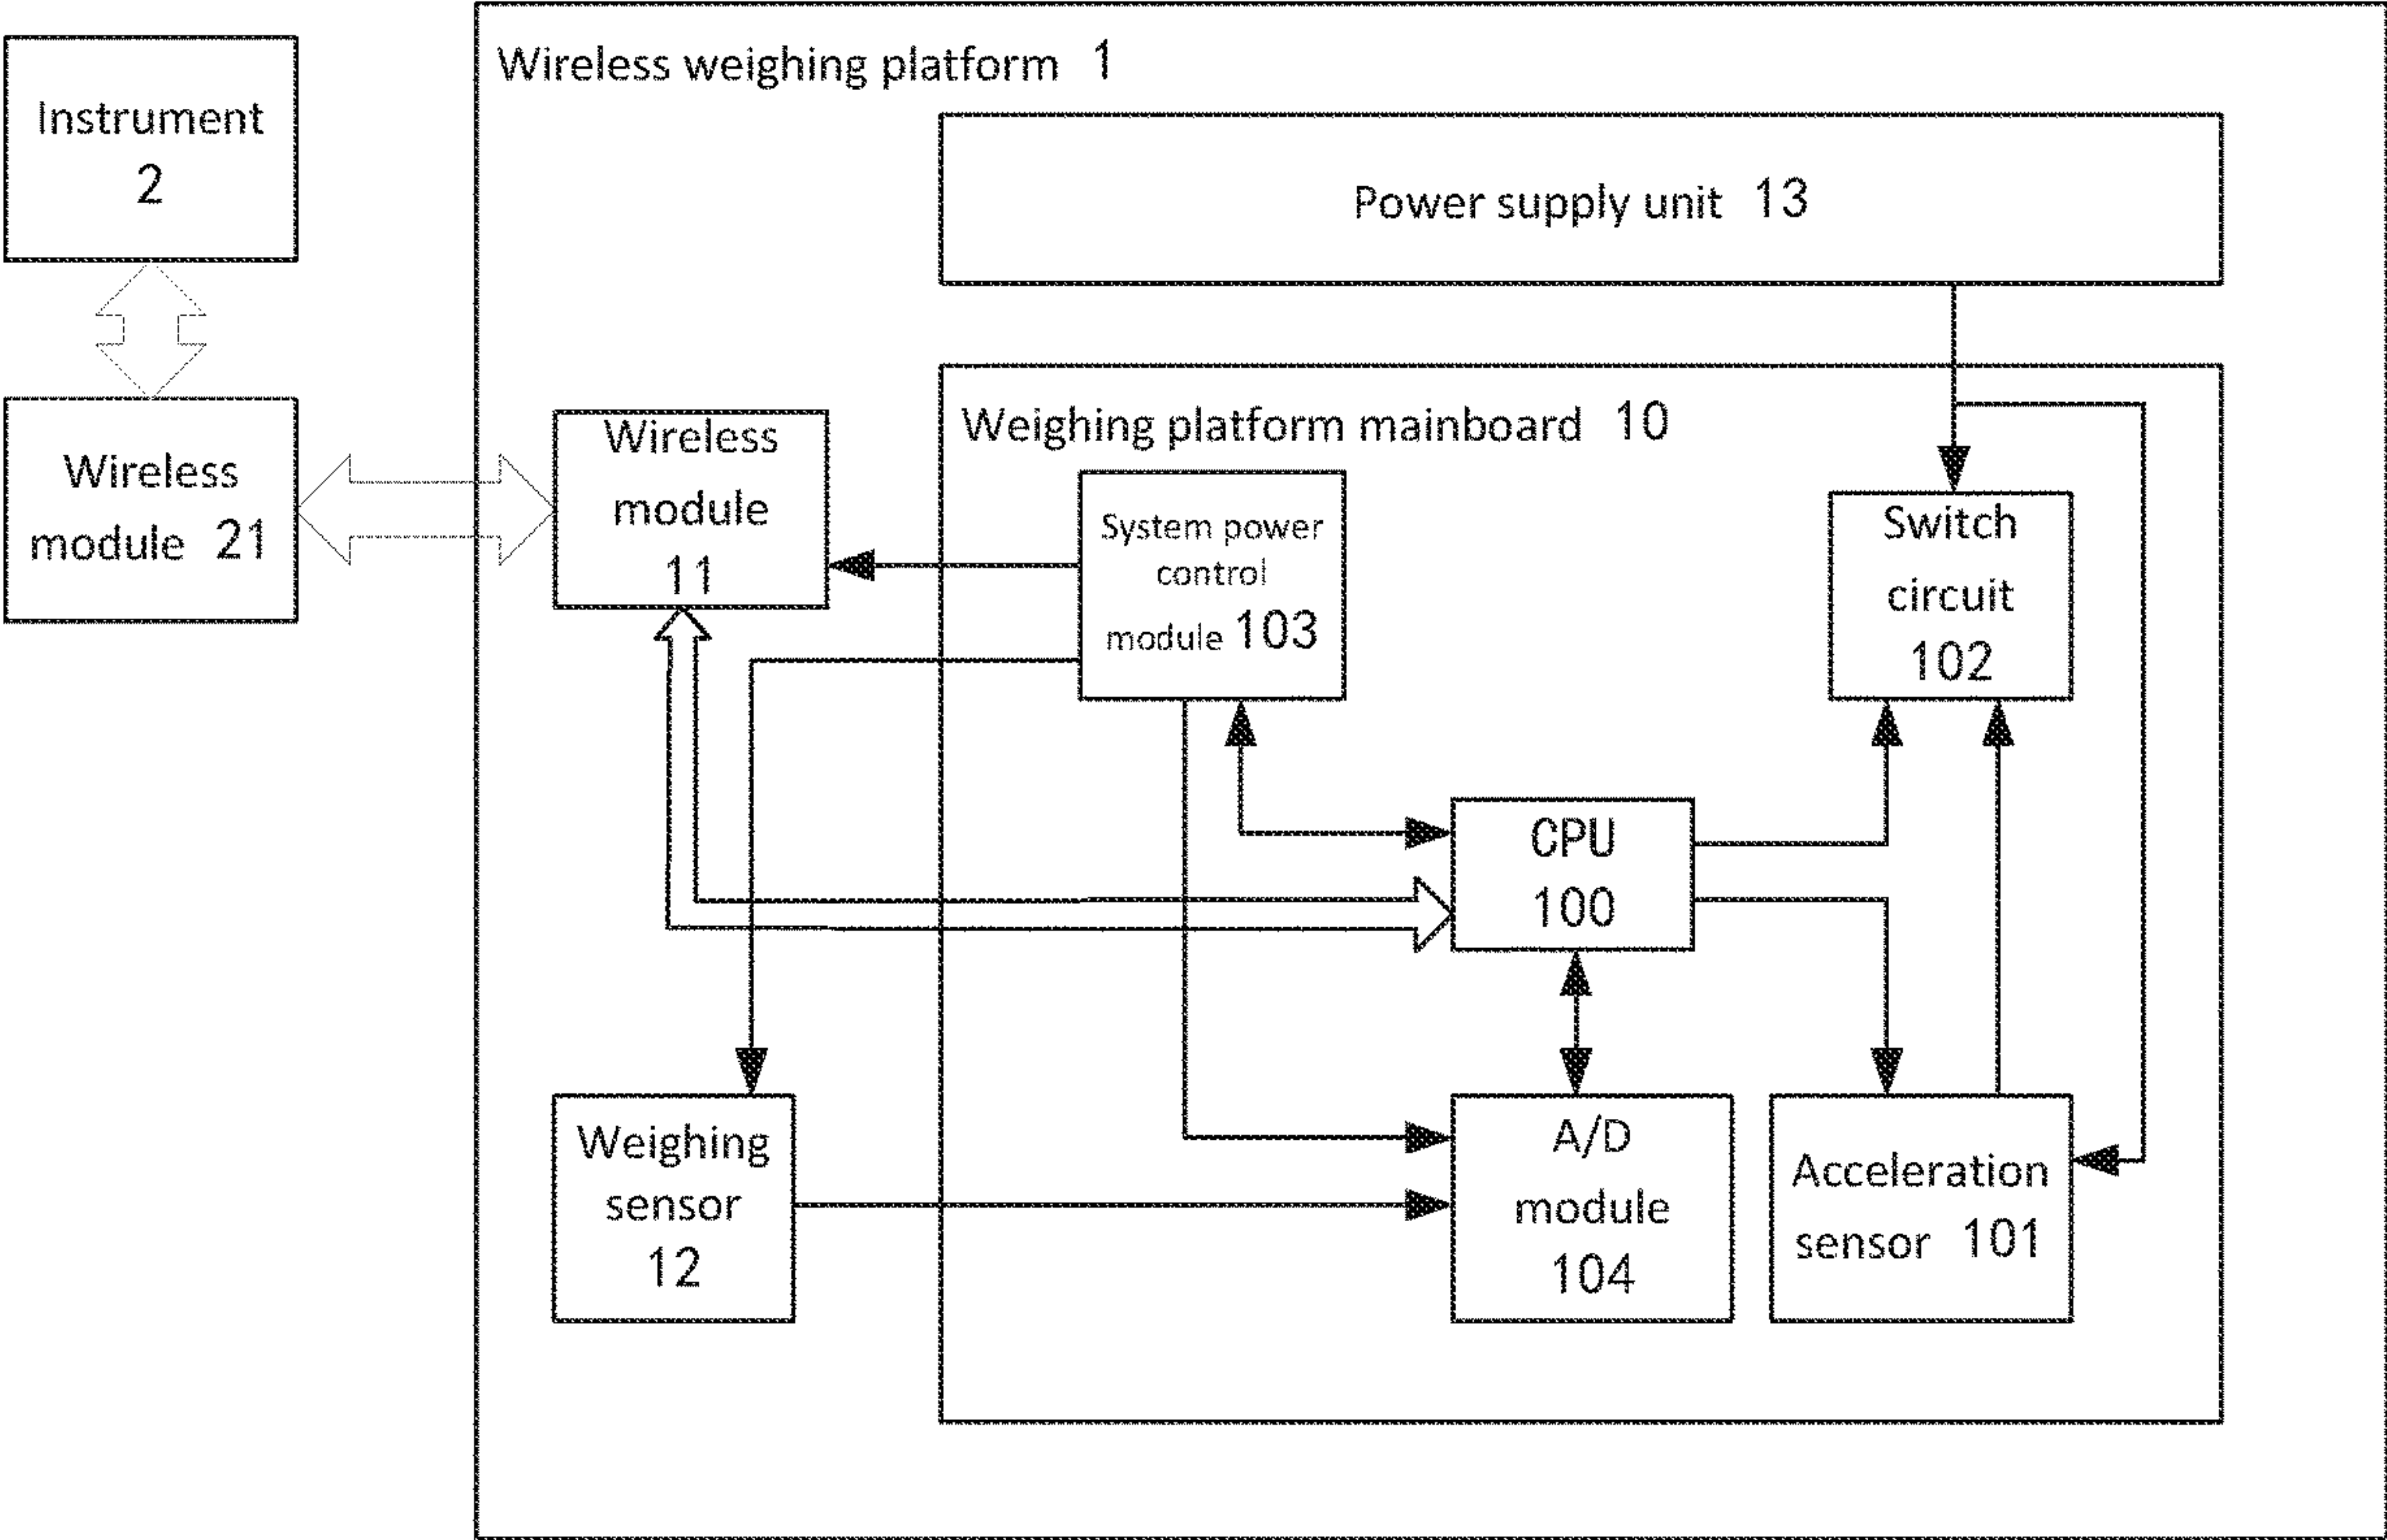 Wireless weighing platform 1
Instrument
2
Power supply unit 13
Wireless
module 21
Wireless
module
11
Weighing platform mainboard 10
System power
control
module 103
Switch
circuit
102
CPU
100
Weighing
sensor
12
A/D
module
104
Acceleration
sensor 101